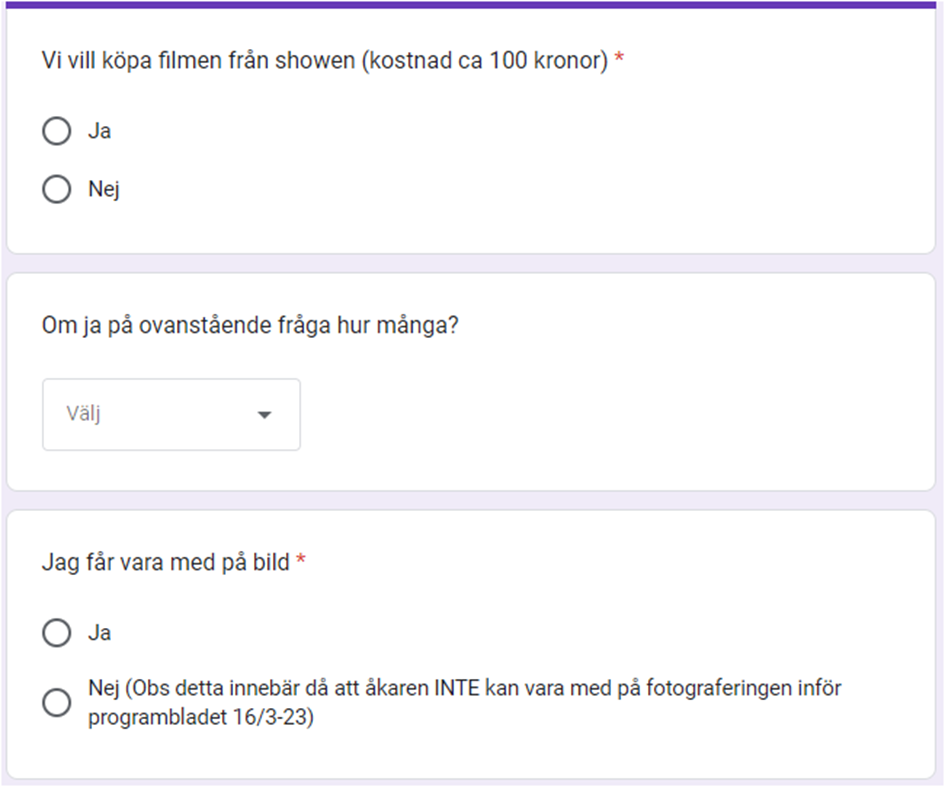 Vi vill köpa filmen från showen (kostnad ca 100 kronor) *
Ja
Nej
Om ja på ovanstående fråga hur många?
Välj
Jag får vara med på bild *
Ja
Nej (Obs detta innebär då att åkaren INTE kan vara med på fotograferingen inför
programbladet 16/3-23)